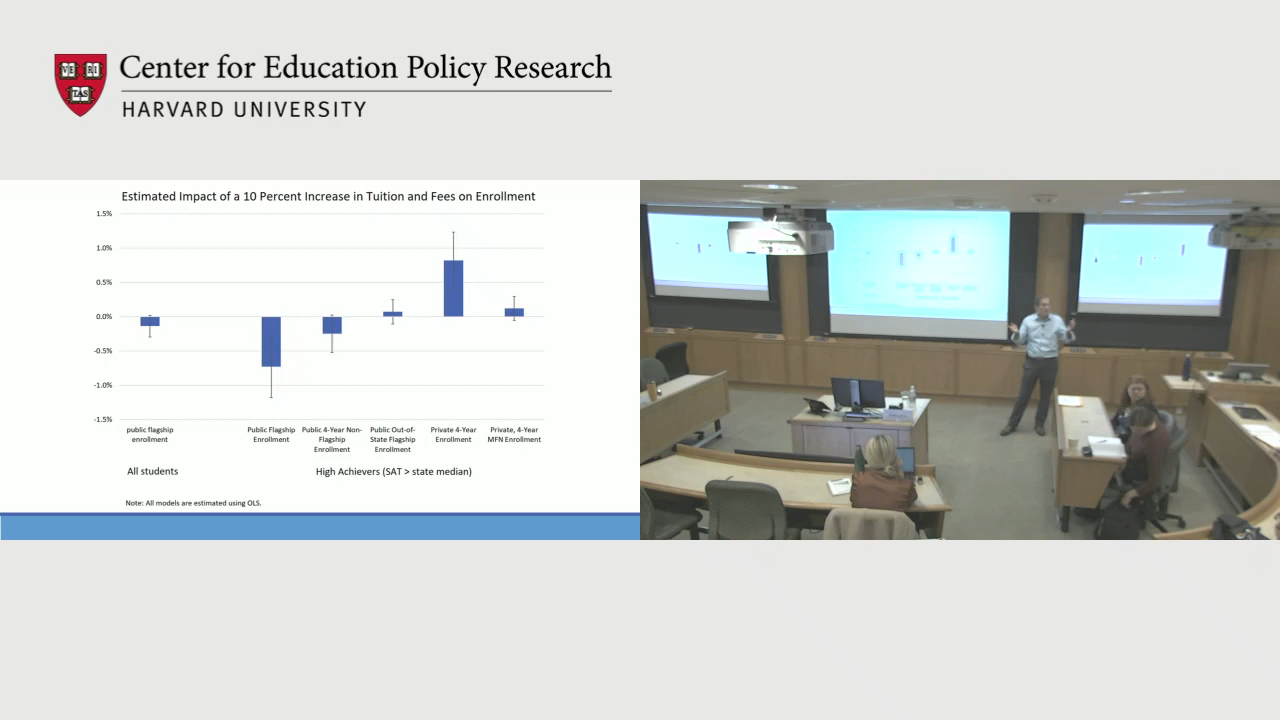 VE RI
TAS
Center for Education Policy Research
HARVARD UNIVERSITY
Estimated Impact of a 10 Percent Increase in Tuition and Fees on Enrollment
1.5%
1.0%
0.5%
0.0%
-0.5%
-1.0%
-1.5%
public flagship
enrollment
Public Flagship
Enrollment
Public 4-Year Non-
Flagship
Enrollment
Public Out-of-
State Flagship
Enrollment
Private 4-Year
Enrollment
Private, 4-Year
MFN Enrollment
All students
High Achievers (SAT > state median)
Note: All models are estimated using OLS.